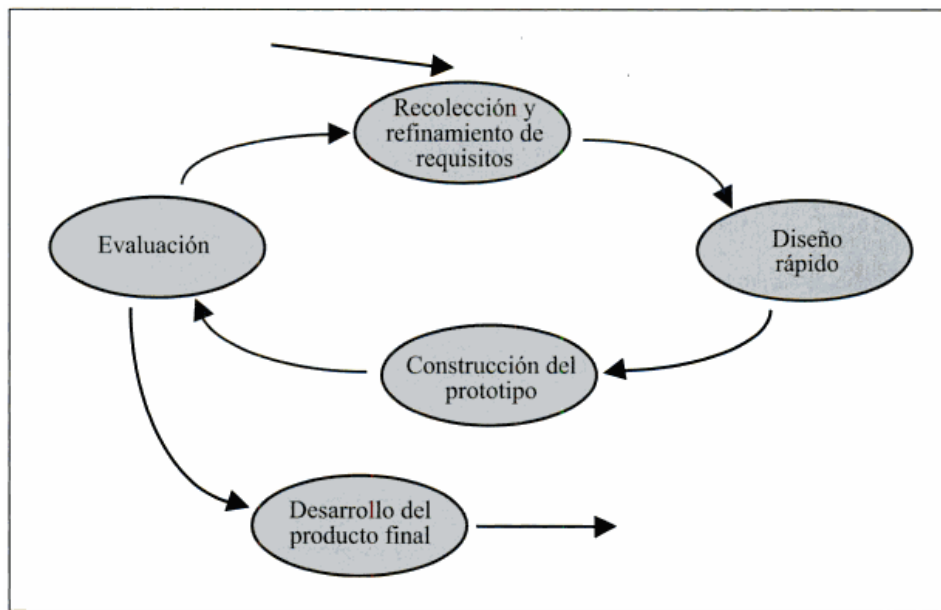 Recolección y
refinamiento de
requisitos
Evaluación
Diseño
rápido
Construcción del
prototipo
Desarrollo del
producto final